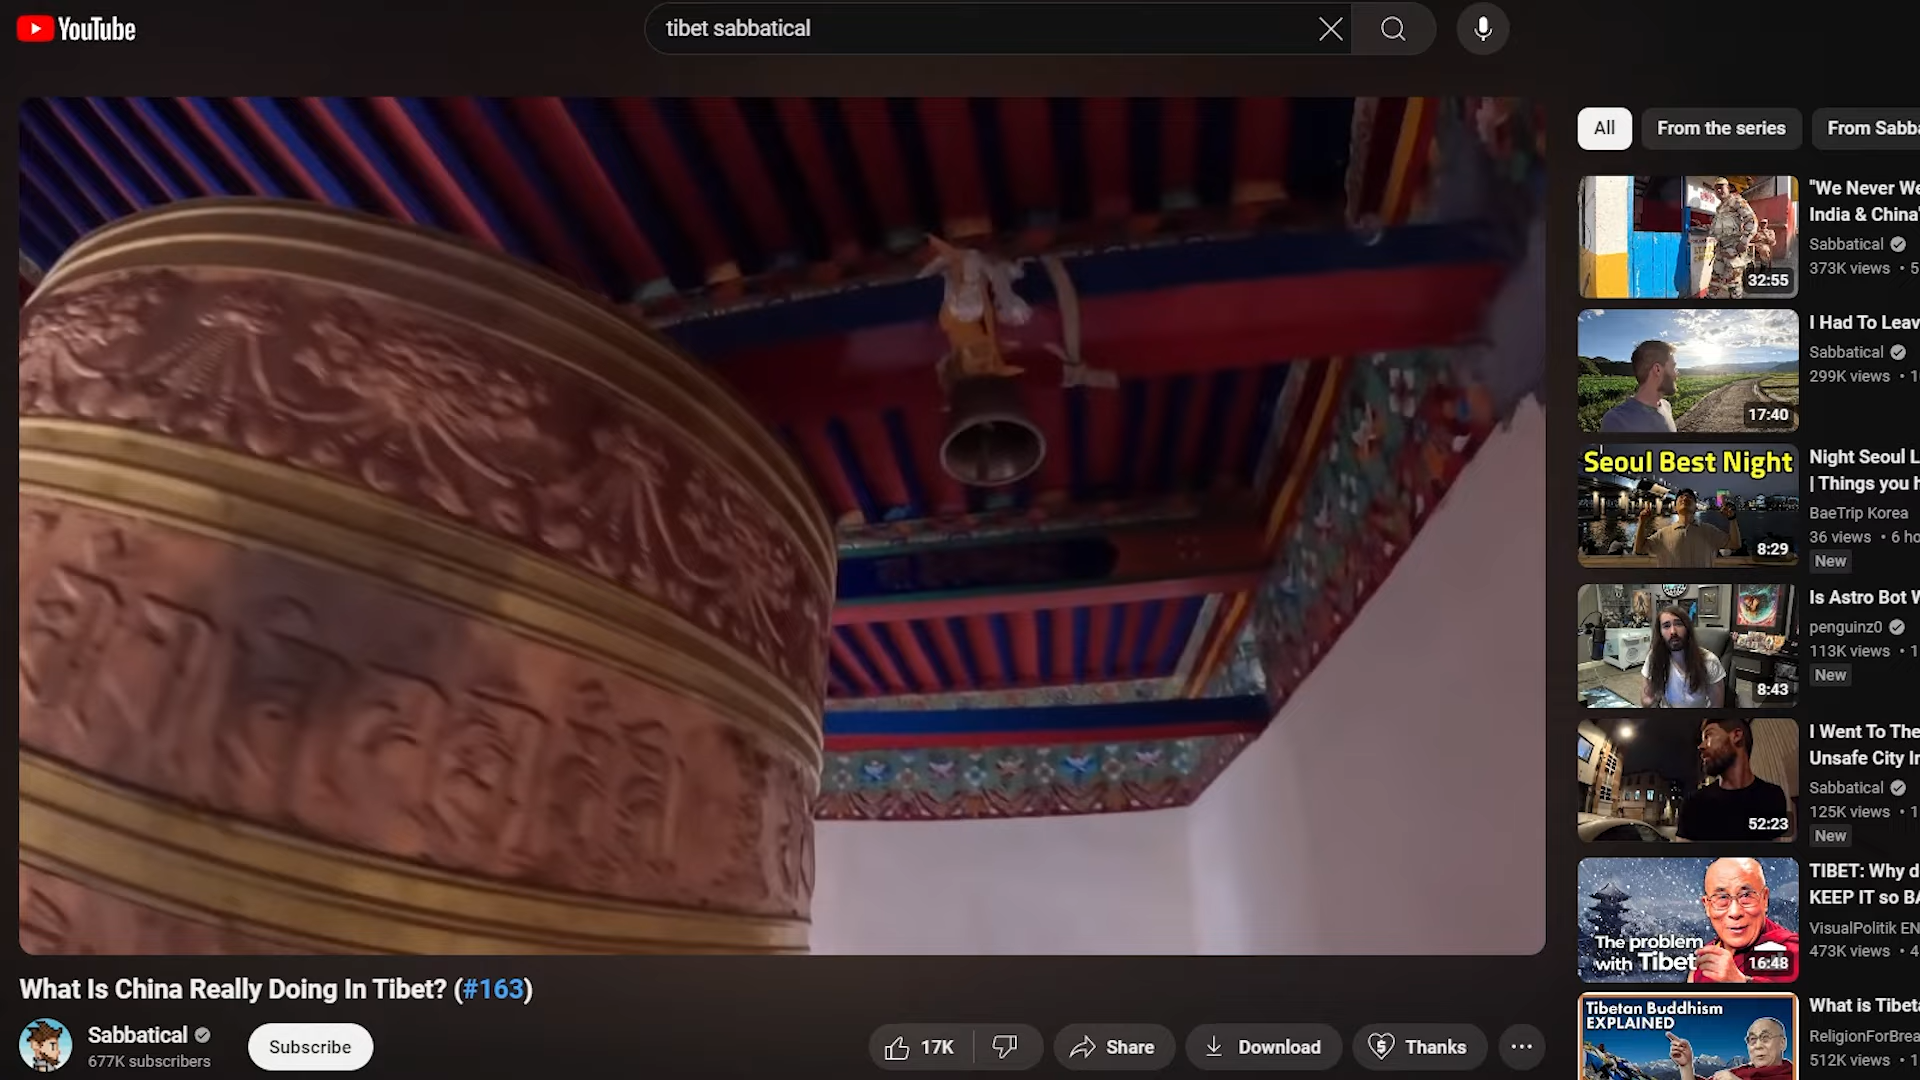 YouTube
tibet sabbatical
All
From the series
From Sabba
"We Never We
India & China"
Sabbatical
373K views • 5
32:55
I Had To Leav
Sabbatical
299K views • 1
17:40
Seoul Best Night
8:29
Night Seoul L
| Things you h
BaeTrip Korea
36 views • 6 ho
New
Is Astro Bot W
penguinz0
113K views • 1
New
8:43
I Went To The
Unsafe City In
Sabbatical
125K views • 1
New
52:23
The problem
with Tibet
16:48
TIBET: Why d
KEEP IT so BA
VisualPolitik EN
473K views • 4
Tibetan Buddhism
EXPLAINED
What is Tibeta
ReligionForBrea
512K views • 1
What Is China Really Doing In Tibet? (#163)
Sabbatical
677K subscribers
Subscribe
17K
Share
Download
Thanks